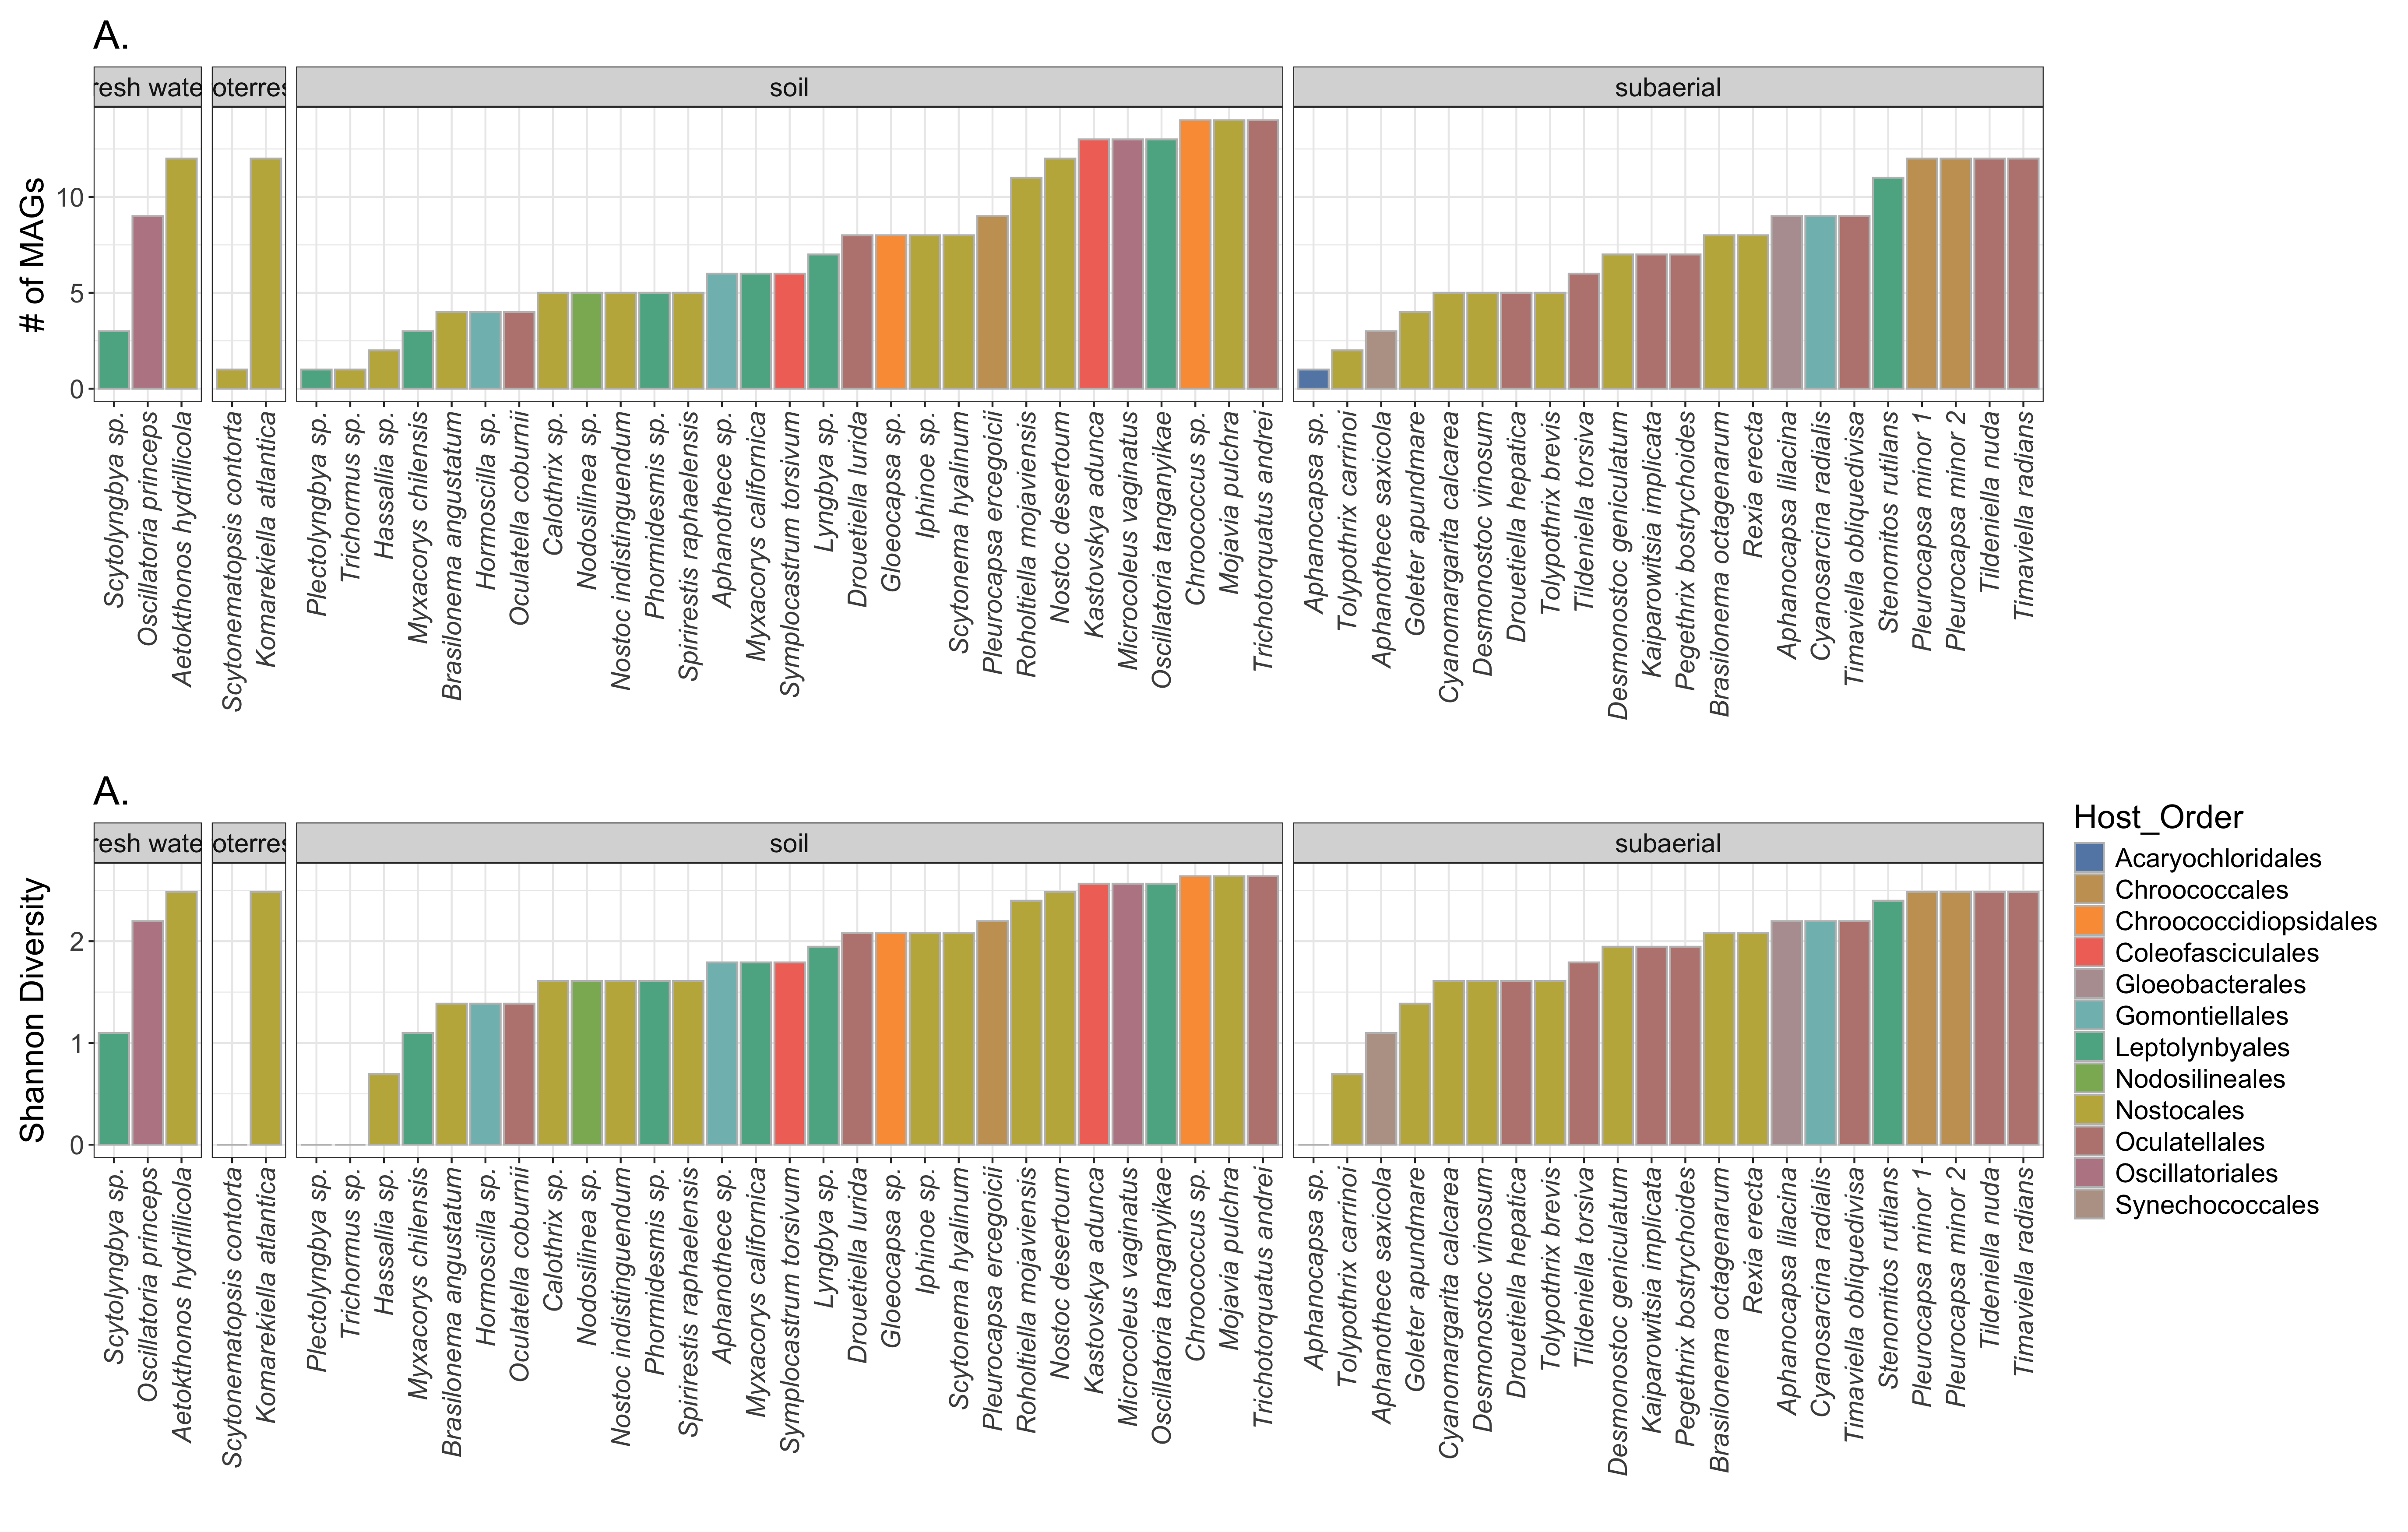 A.
resh wate
oterres
soil
subaerial
# of MAGs
10
5
0
Scytolyngbya sp.
Oscillatoria princeps
Aetokthonos hydrillicola
Scytonematopsis contorta
Komarekiella atlantica
Plectolyngbya sp.
Trichormus sp.
Hassallia sp.
Myxacorys chilensis
Brasilonema angustatum
Hormoscilla sp.
Oculatella coburnii
Calothrix sp.
Nodosilinea sp.
Nostoc indistinguendum
Phormidesmis sp.
Spirirestis raphaelensis
Aphanothece sp.
Myxacorys californica
Symplocastrum torsivum
Lyngbya sp.
Drouetiella lurida
Gloeocapsa sp.
Iphinoe sp.
Scytonema hyalinum
Pleurocapsa ercegoicii
Roholtiella mojaviensis
Nostoc desertoum
Kastovskya adunca
Microcoleus vaginatus
Oscillatoria tanganyikae
Chroococcus sp.
Mojavia pulchra
Trichotorquatus andrei
Aphanocapsa sp.
Tolypothrix carrinoi
Aphanothece saxicola
Goleter apundmare
Cyanomargarita calcarea
Desmonostoc vinosum
Drouetiella hepatica
Tolypothrix brevis
Tildeniella torsiva
Desmonostoc geniculatum
Kaiparowitsia implicata
Pegethrix bostrychoides
Brasilonema octagenarum
Rexia erecta
Aphanocapsa lilacina
Cyanosarcina radialis
Timaviella obliquedivisa
Stenomitos rutilans
Pleurocapsa minor 1
Pleurocapsa minor 2
Tildeniella nuda
Timaviella radians
A.
resh wate
oterres
soil
subaerial
Shannon Diversity
2
1
0
Scytolyngbya sp.
Oscillatoria princeps
Aetokthonos hydrillicola
Scytonematopsis contorta
Komarekiella atlantica
Plectolyngbya sp.
Trichormus sp.
Hassallia sp.
Myxacorys chilensis
Brasilonema angustatum
Hormoscilla sp.
Oculatella coburnii
Calothrix sp.
Nodosilinea sp.
Nostoc indistinguendum
Phormidesmis sp.
Spirirestis raphaelensis
Aphanothece sp.
Myxacorys californica
Symplocastrum torsivum
Lyngbya sp.
Drouetiella lurida
Gloeocapsa sp.
Iphinoe sp.
Scytonema hyalinum
Pleurocapsa ercegoicii
Roholtiella mojaviensis
Nostoc desertoum
Kastovskya adunca
Microcoleus vaginatus
Oscillatoria tanganyikae
Chroococcus sp.
Mojavia pulchra
Trichotorquatus andrei
Aphanocapsa sp.
Tolypothrix carrinoi
Aphanothece saxicola
Goleter apundmare
Cyanomargarita calcarea
Desmonostoc vinosum
Drouetiella hepatica
Tolypothrix brevis
Tildeniella torsiva
Desmonostoc geniculatum
Kaiparowitsia implicata
Pegethrix bostrychoides
Brasilonema octagenarum
Rexia erecta
Aphanocapsa lilacina
Cyanosarcina radialis
Timaviella obliquedivisa
Stenomitos rutilans
Pleurocapsa minor 1
Pleurocapsa minor 2
Tildeniella nuda
Timaviella radians
Host_Order
Acaryochloridales
Chroococcales
Chroococcidiopsidales
Coleofasciculales
Gloeobacterales
Gomontiellales
Leptolynbyales
Nodosilineales
Nostocales
Oculatellales
Oscillatoriales
Synechococcales